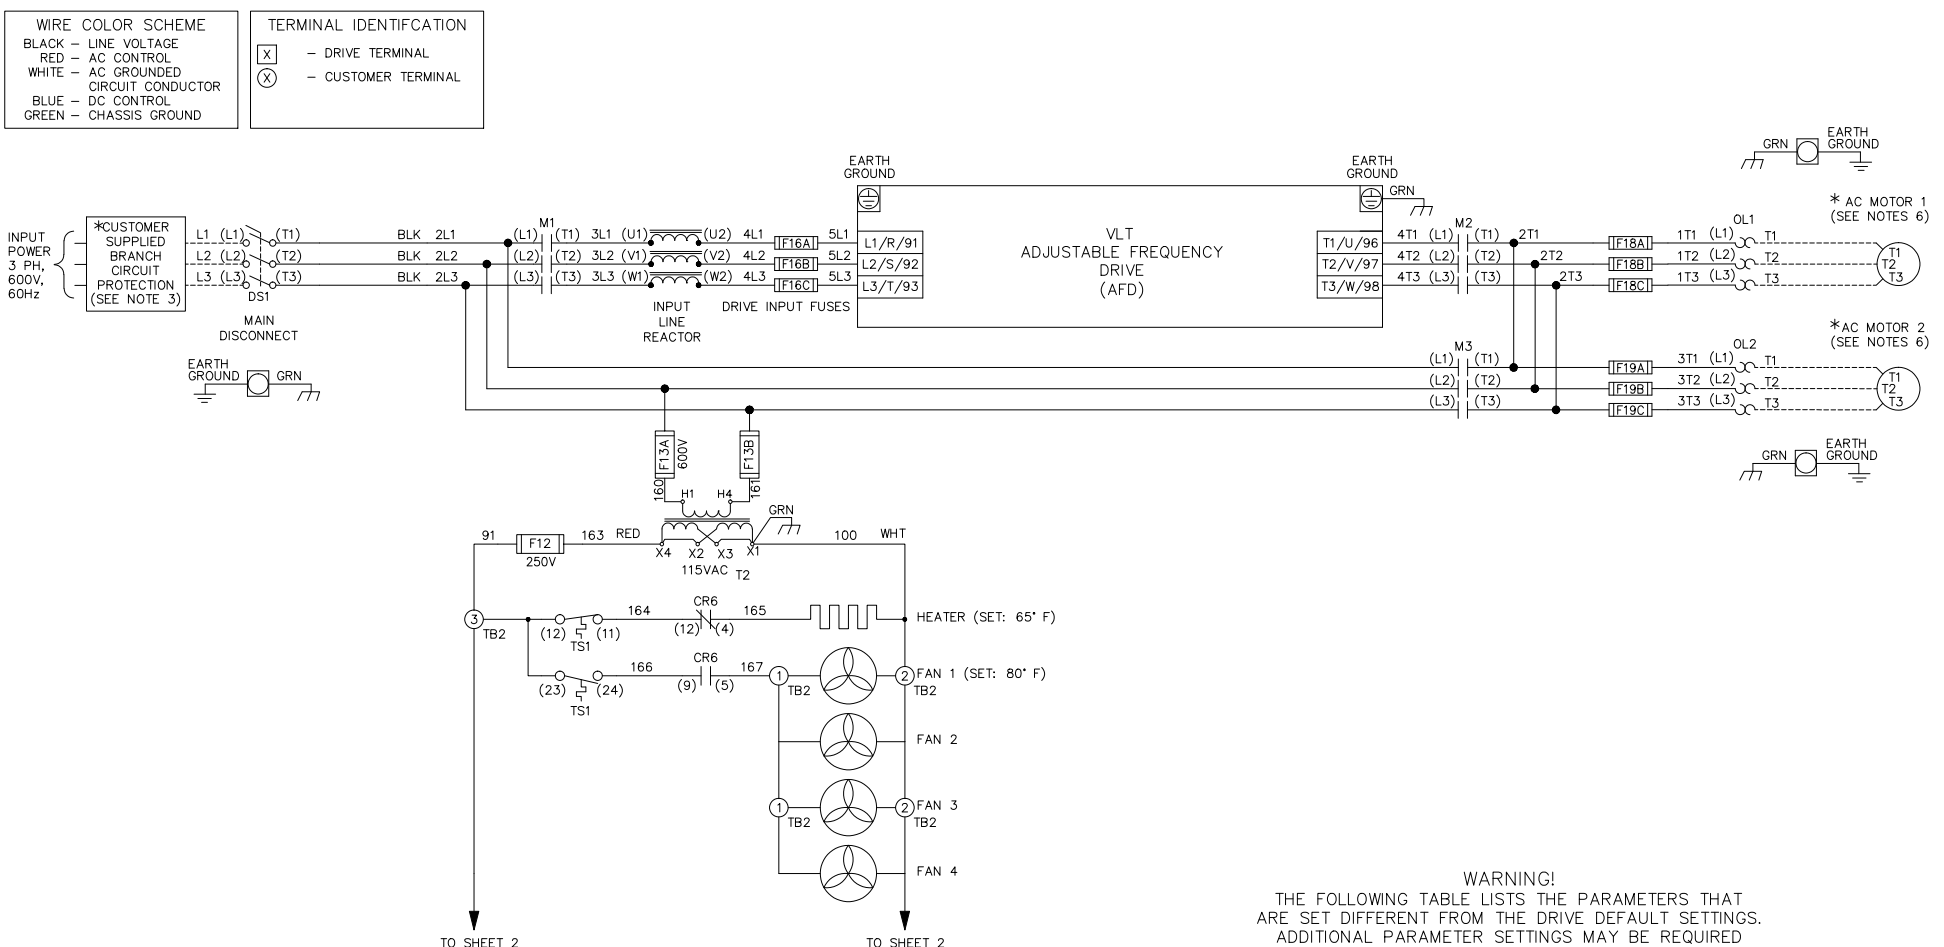 WIRE COLOR SCHEME
BLACK – LINE VOLTAGE
RED – AC CONTROL
WHITE – AC GROUNDED
CIRCUIT CONDUCTOR
BLUE – DC CONTROL
GREEN – CHASSIS GROUND
TERMINAL IDENTIFCATION
X – DRIVE TERMINAL
X – CUSTOMER TERMINAL
INPUT
POWER
3 PH,
600V,
60Hz
*CUSTOMER
SUPPLIED
BRANCH
CIRCUIT
PROTECTION
(SEE NOTE 3)
L1 (L1) (T1) BLK 2L1 (L1) M1 (T1) 3L1 (U1) (U2) 4L1 F16A 5L1 L1/R/91
L2 (L2) (T2) BLK 2L2 (L2) (T2) 3L2 (V1) (V2) 4L2 F16B 5L2 L2/S/92
L3 (L3) (T3) BLK 2L3 (L3) (T3) 3L3 (W1) (W2) 4L3 F16C 5L3 L3/T/93
DS1
MAIN
DISCONNECT
INPUT
LINE
REACTOR
DRIVE INPUT FUSES
EARTH
GROUND
GRN
EARTH
GROUND
VLT
ADJUSTABLE FREQUENCY
DRIVE
(AFD)
EARTH
GROUND
GRN
T1/U/96 4T1 (L1) M2 (T1) 2T1 F18A 1T1 (L1) OL1 T1
T2/V/97 4T2 (L2) (T2) 2T2 F18B 1T2 (L2) T2
T3/W/98 4T3 (L3) (T3) 2T3 F18C 1T3 (L3) T3
GRN
EARTH
GROUND
* AC MOTOR 1
(SEE NOTES 6)
T1
T2
T3
*AC MOTOR 2
(SEE NOTES 6)
(L1) M3 (T1) F19A 3T1 (L1) OL2 T1
(L2) (T2) F19B 3T2 (L2) T2
(L3) (T3) F19C 3T3 (L3) T3
T1
T2
T3
GRN
EARTH
GROUND
F13A
600V
F13B
160
161
H1 H4
GRN
91 F12 163 RED
250V
X4 X2 X3 X1
100 WHT
115VAC T2
3
TB2
(12) (11)
TS1
164
CR6
(12) (4)
165
HEATER (SET: 65° F)
(23) (24)
TS1
166
CR6
(9) (5)
167
1
TB2
2
TB2
FAN 1 (SET: 80° F)
FAN 2
1
TB2
2
TB2
FAN 3
FAN 4
TO SHEET 2
TO SHEET 2
WARNING!
THE FOLLOWING TABLE LISTS THE PARAMETERS THAT
ARE SET DIFFERENT FROM THE DRIVE DEFAULT SETTINGS.
ADDITIONAL PARAMETER SETTINGS MAY BE REQUIRED